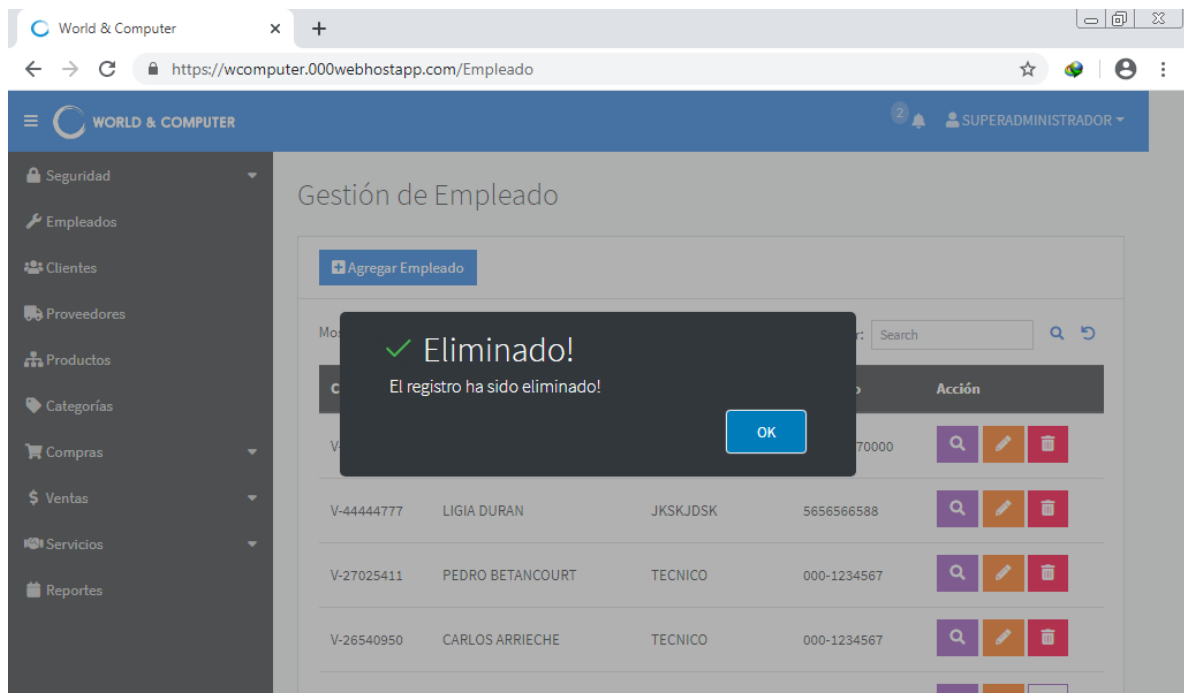 World & Computer
https://wcomputer.000webhostapp.com/Empleado
WORLD & COMPUTER
2
SUPERADMINISTRADOR
Seguridad
Empleados
Clientes
Proveedores
Productos
Categorías
Compras
Ventas
Servicios
Reportes
Gestión de Empleado
Agregar Empleado
Search
Eliminado!
El registro ha sido eliminado!
OK
Acción
70000
V-44444777 LIGIA DURAN JKSKJDSK 5656566588
V-27025411 PEDRO BETANCOURT TECNICO 000-1234567
V-26540950 CARLOS ARRIECHE TECNICO 000-1234567